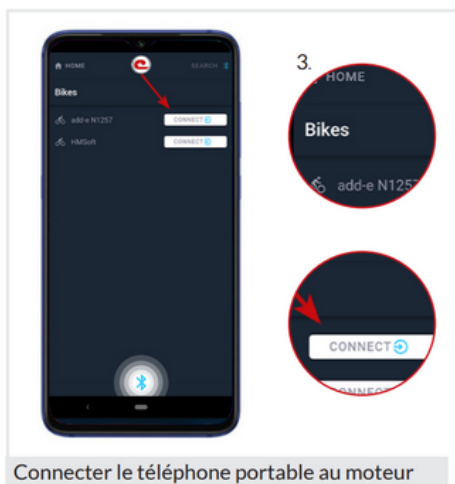 HOME
SEARCH
Bikes
add-e N1257
CONNECT
HMSoft
CONNECT
3.
HOME
Bikes
add-e N1257
CONNECT
CONNECT
Connecter le téléphone portable au moteur